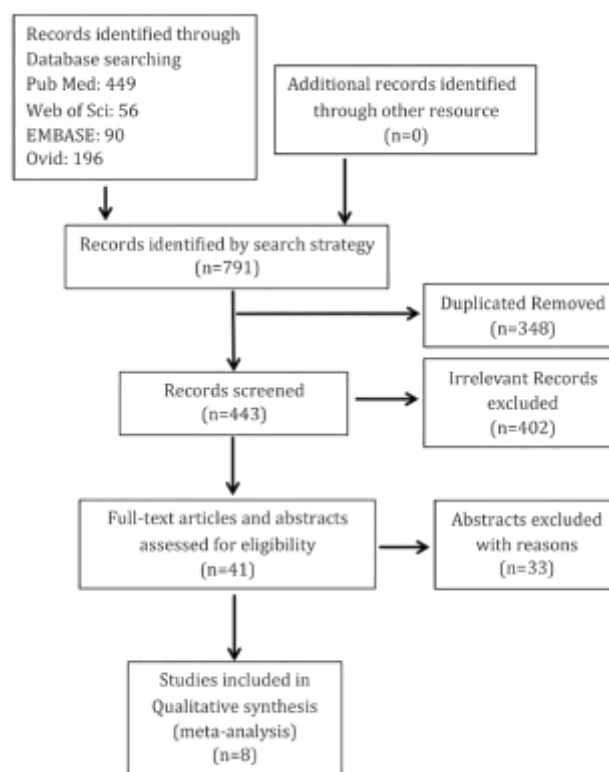 Records identified through
Database searching
Pub Med: 449
Web of Sci: 56
EMBASE: 90
Ovid: 196
Additional records identified
through other resource
(n=0)
Records identified by search strategy
(n=791)
Duplicated Removed
(n=348)
Records screened
(n=443)
Irrelevant Records
excluded
(n=402)
Full-text articles and abstracts
assessed for eligibility
(n=41)
Abstracts excluded
with reasons
(n=33)
Studies included in
Qualitative synthesis
(meta-analysis)
(n=8)